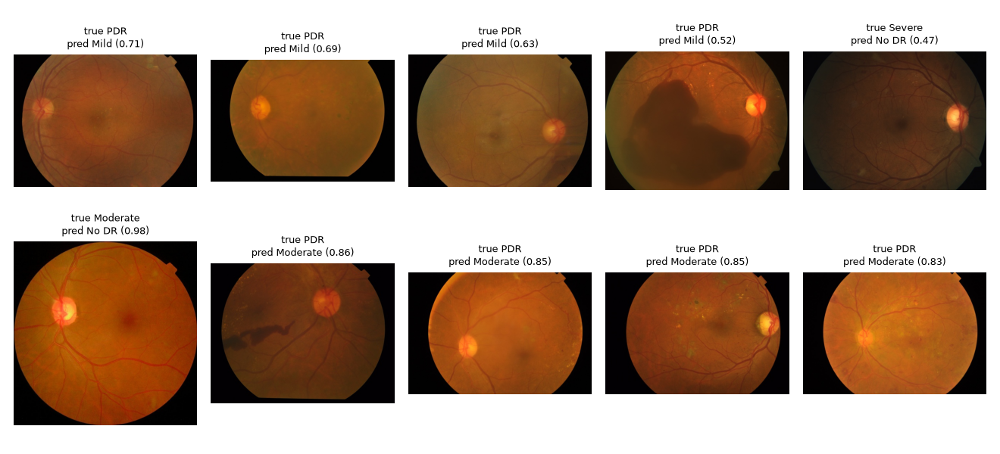 true PDR
pred Mild (0.71)
true PDR
pred Mild (0.69)
true PDR
pred Mild (0.63)
true PDR
pred Mild (0.52)
true Severe
pred No DR (0.47)
true Moderate
pred No DR (0.98)
true PDR
pred Moderate (0.86)
true PDR
pred Moderate (0.85)
true PDR
pred Moderate (0.85)
true PDR
pred Moderate (0.83)